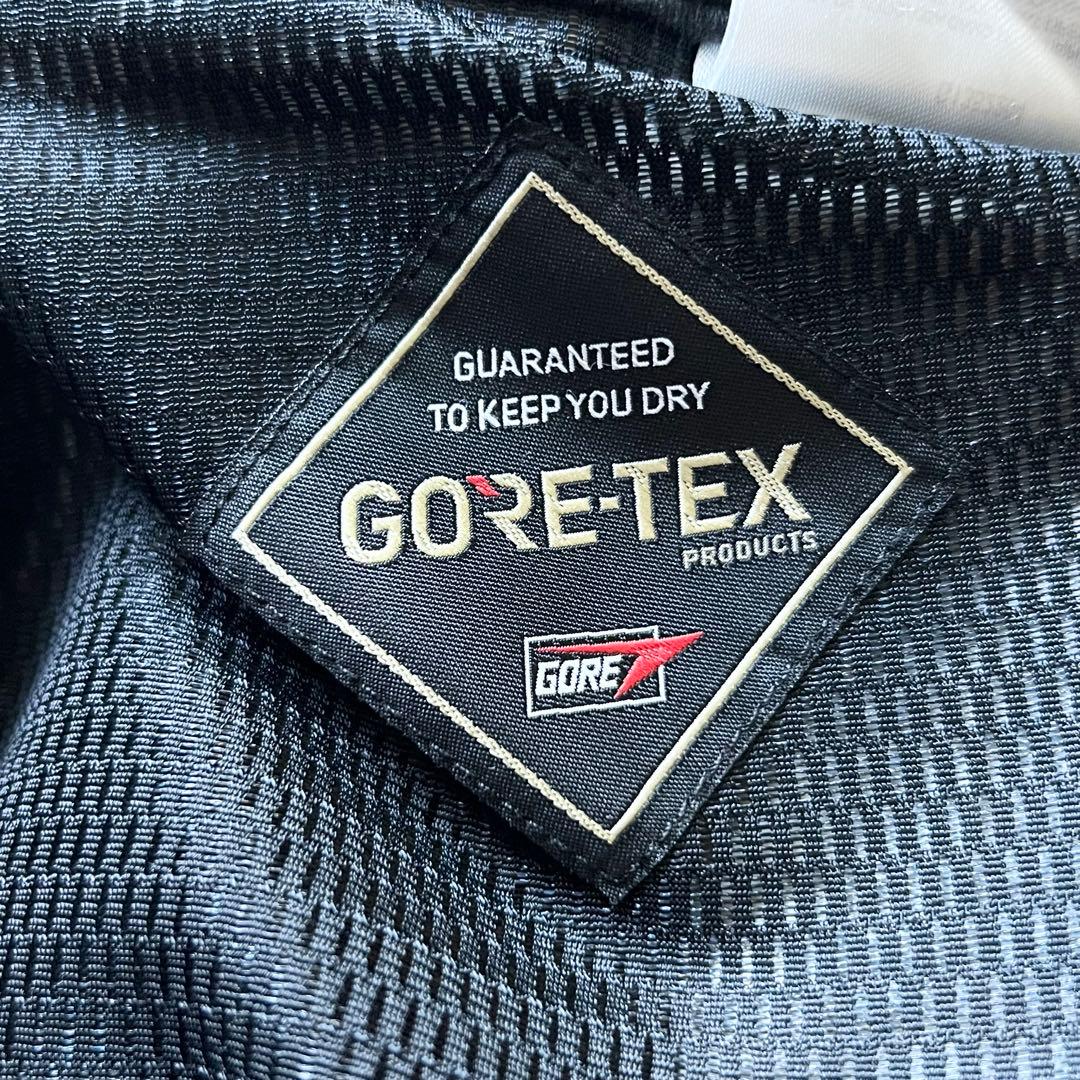 GUARANTEED
TO KEEP YOU DRY
GORE-TEX
PRODUCTS
GORE